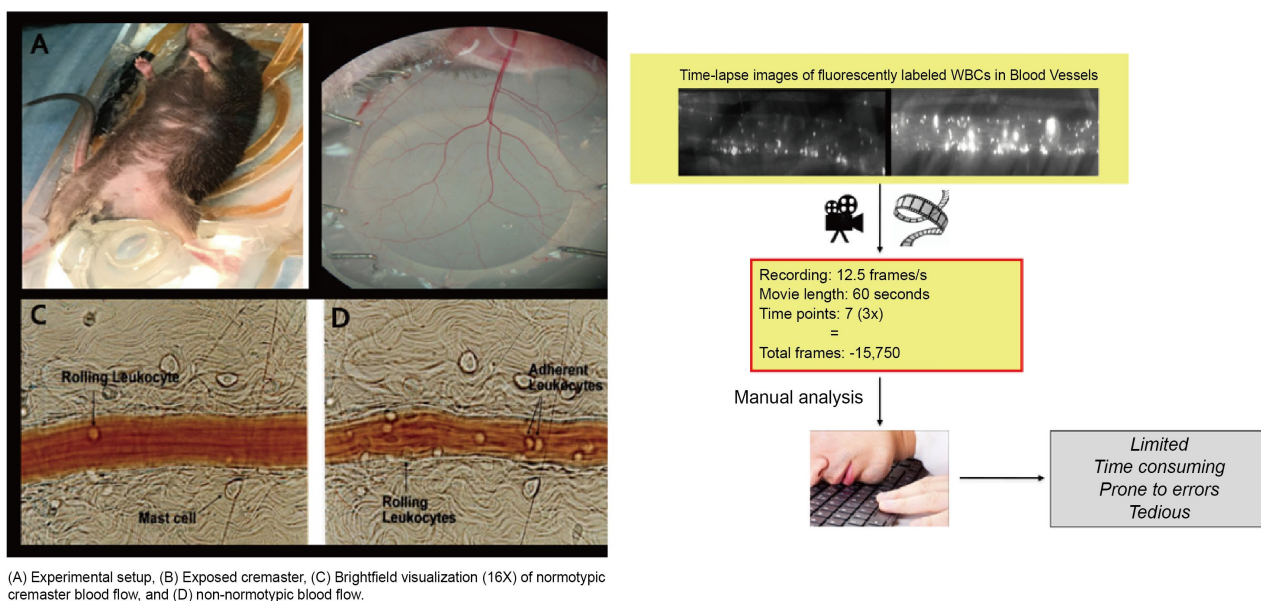 A
C
D
Rolling Leukocyte
Mast cell
Adherent
Leukocytes
Rolling
Leukocytes
(A) Experimental setup, (B) Exposed cremaster, (C) Brightfield visualization (16X) of normotypic
cremaster blood flow, and (D) non-normotypic blood flow.
Time-lapse images of fluorescently labeled WBCs in Blood Vessels
Recording: 12.5 frames/s
Movie length: 60 seconds
Time points: 7 (3x)
=
Total frames: -15,750
Manual analysis
Limited
Time consuming
Prone to errors
Tedious